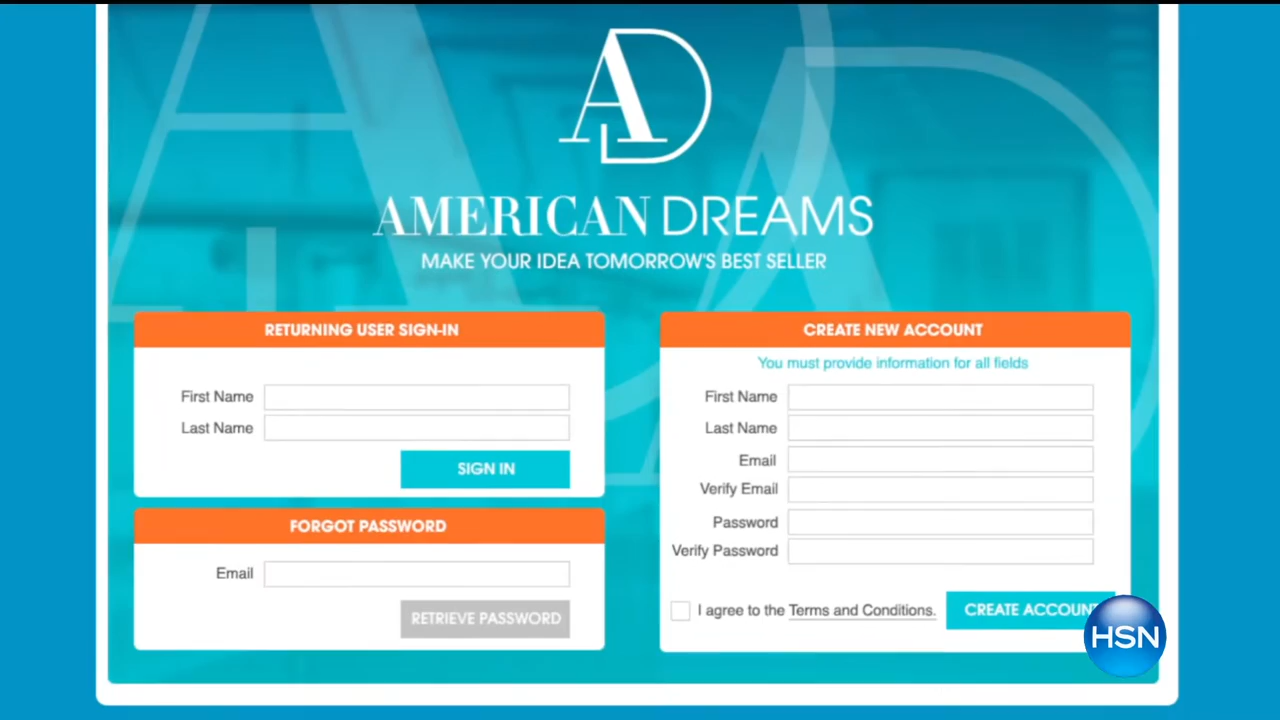 AD
AMERICAN DREAMS
MAKE YOUR IDEA TOMORROW'S BEST SELLER
RETURNING USER SIGN-IN
First Name
Last Name
SIGN IN
FORGOT PASSWORD
Email
RETRIEVE PASSWORD
CREATE NEW ACCOUNT
You must provide information for all fields
First Name
Last Name
Email
Verify Email
Password
Verify Password
I agree to the Terms and Conditions.
CREATE ACCOUN
HSN